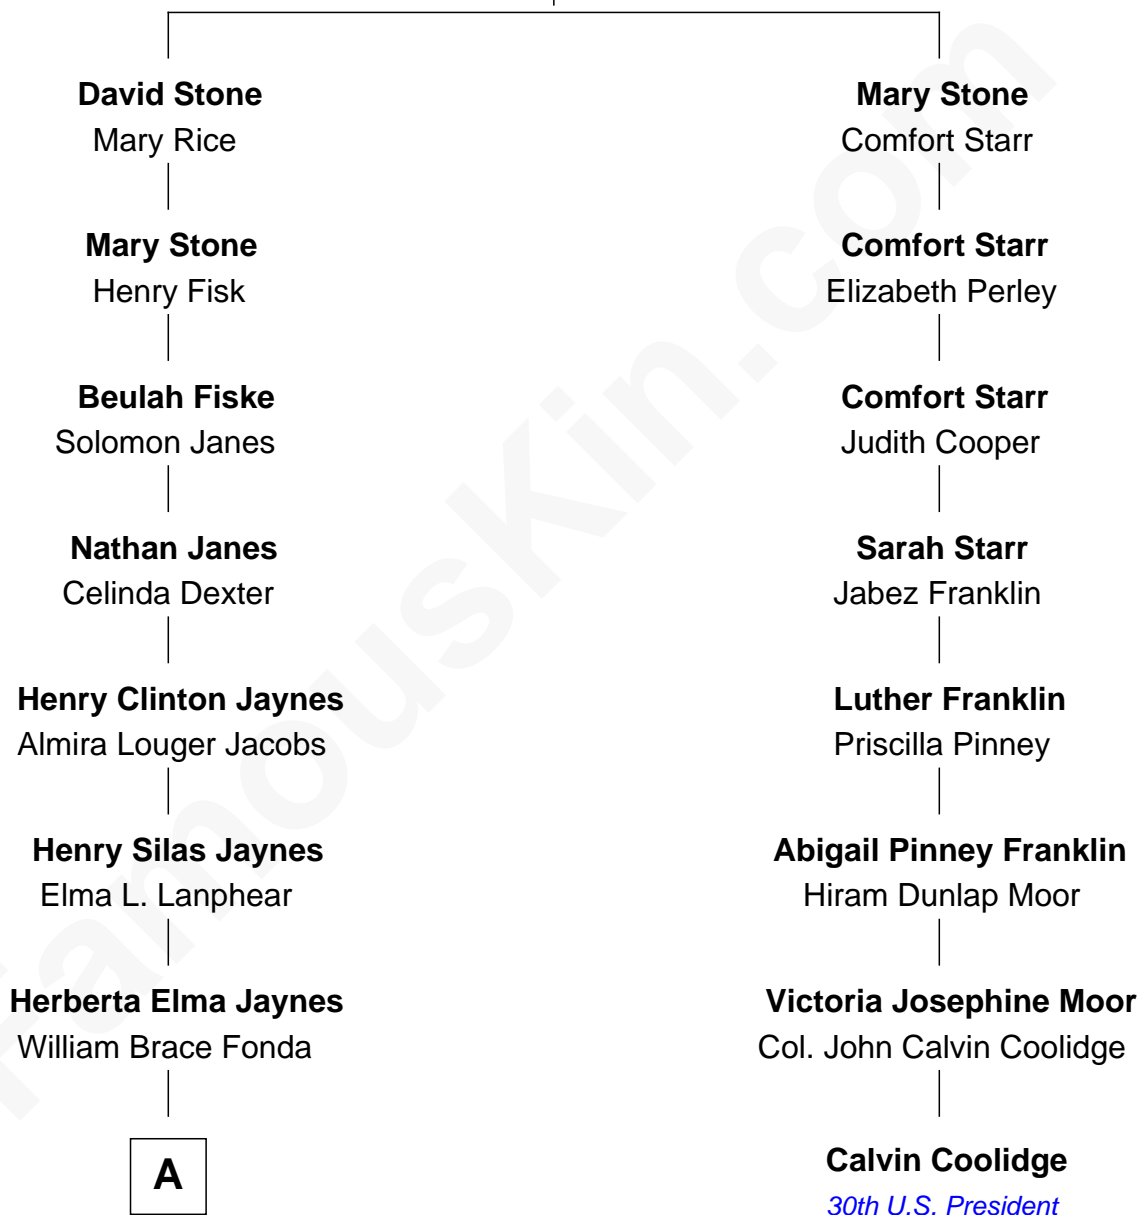 David Stone
Mary Rice
Mary Stone
Comfort Starr
Mary Stone
Henry Fisk
Comfort Starr
Elizabeth Perley
Beulah Fiske
Solomon Janes
Comfort Starr
Judith Cooper
Nathan Janes
Celinda Dexter
Sarah Starr
Jabez Franklin
Henry Clinton Jaynes
Almira Louger Jacobs
Luther Franklin
Priscilla Pinney
Henry Silas Jaynes
Elma L. Lanphear
Abigail Pinney Franklin
Hiram Dunlap Moor
Herberta Elma Jaynes
William Brace Fonda
Victoria Josephine Moor
Col. John Calvin Coolidge
A
Calvin Coolidge
30th U.S. President
FamousKin.com